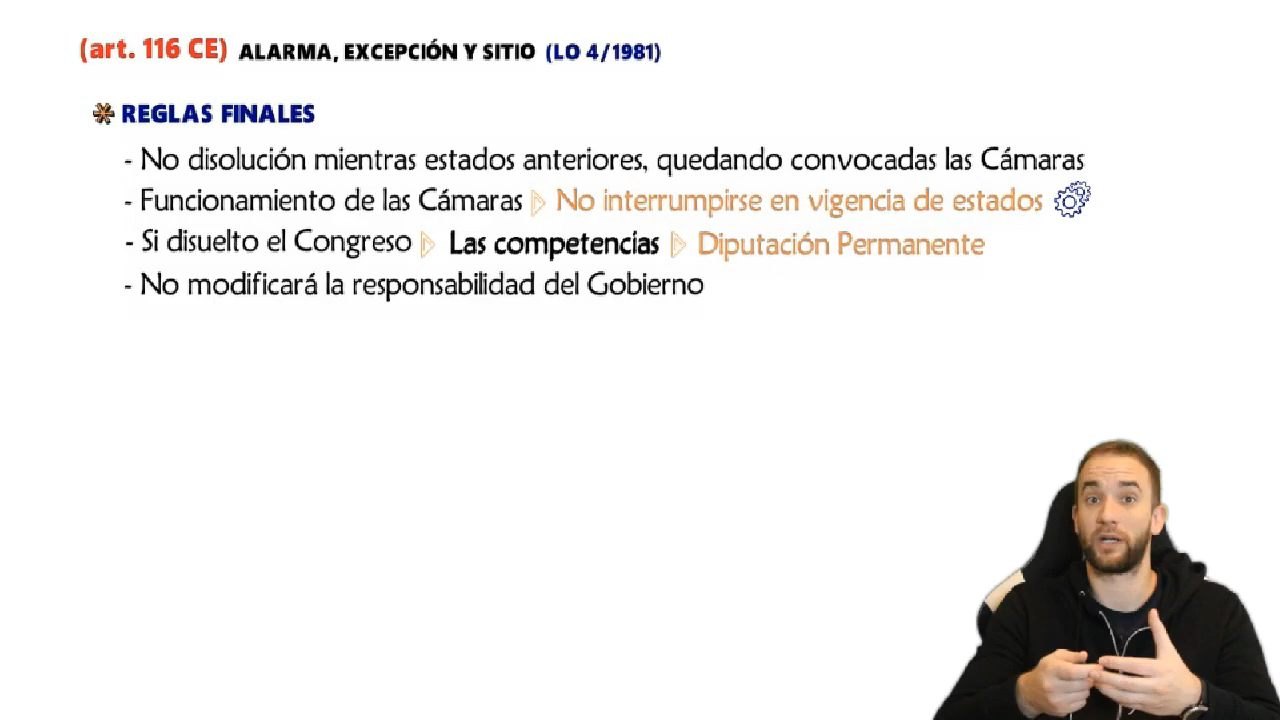 (art. 116 CE) ALARMA, EXCEPCIÓN Y SITIO (LO 4/1981)
REGLAS FINALES
- No disolución mientras estados anteriores, quedando convocadas las Cámaras
- Funcionamiento de las Cámaras No interrumpirse en vigencia de estados
- Si disuelto el Congreso Las competencias Diputación Permanente
- No modificará la responsabilidad del Gobierno